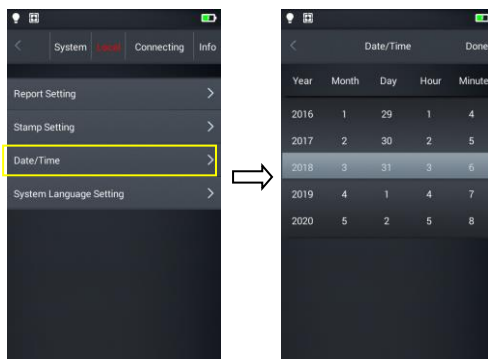 System Local Connecting Info
Report Setting
Stamp Setting
Date/Time
System Language Setting
Date/Time Done
Year Month Day Hour Minute
2016 1 29 1 4
2017 2 30 2 5
2018 3 31 3 6
2019 4 1 4 7
2020 5 2 5 8